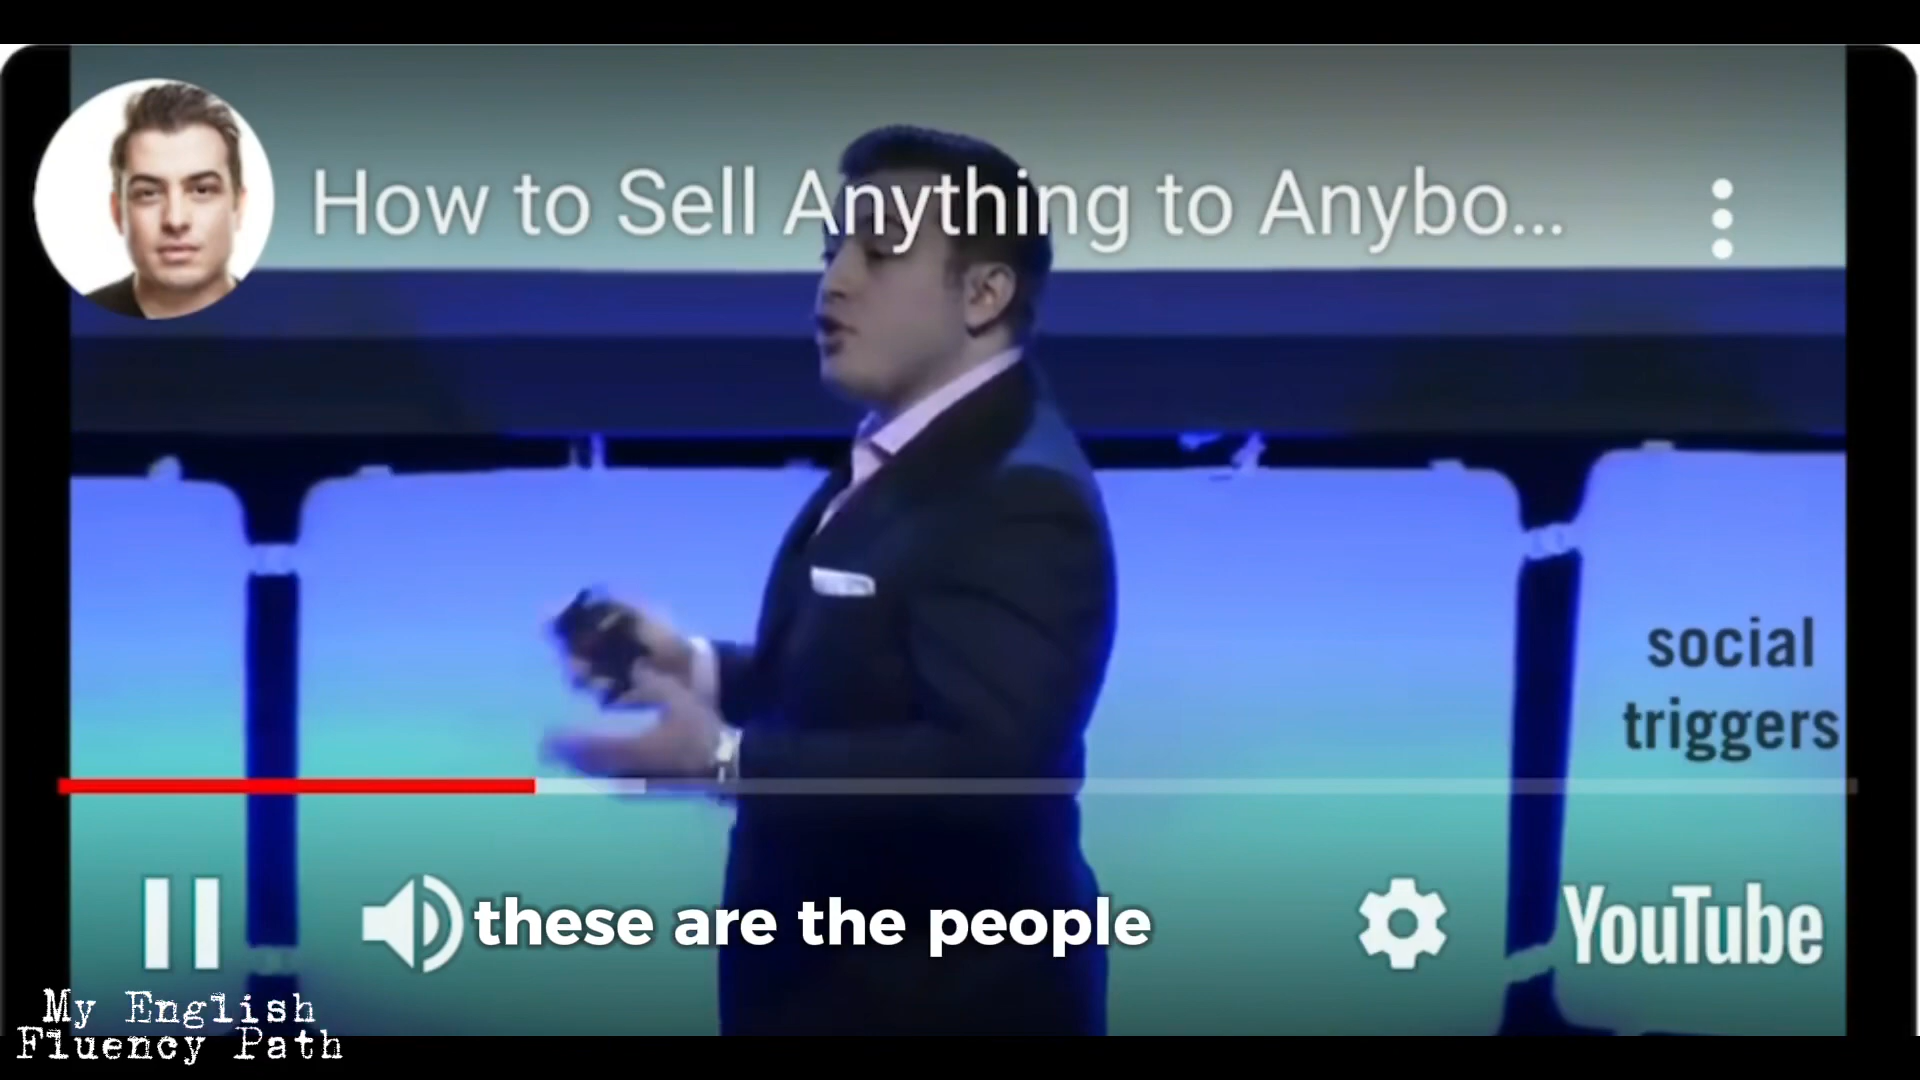 How to Sell Anything to Anybo...
social
triggers
these are the people
YouTube
My English
Fluency Path